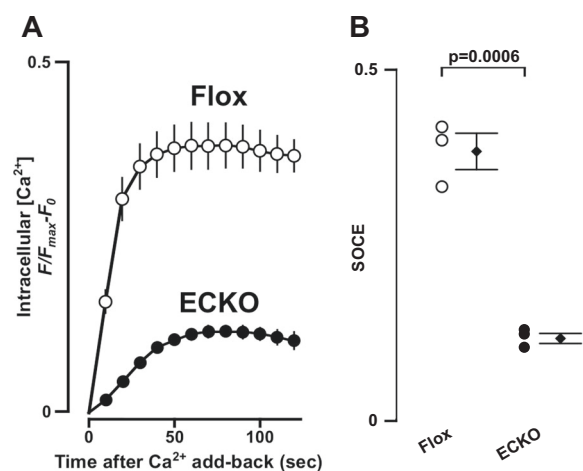 A
0.5
Flox
ECKO
0
Intracellular [Ca²⁺]
F/Fmax-F0
0 50 100
Time after Ca²⁺ add-back (sec)
B
p=0.0006
0.5
SOCE
0
Flox
ECKO